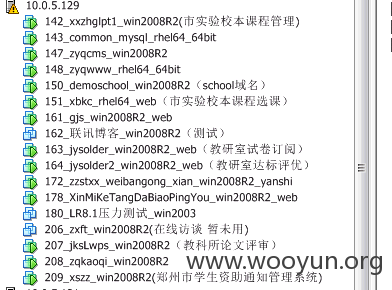 10.0.5.129
142_xxzhglpt1_win2008R2(市实验校本课程管理)
143_common_mysql_rhel64_64bit
147_zyqcms_win2008R2
148_zyqwww_rhel64_64bit
150_demoschool_win2008R2（school域名）
151_xbkc_rhel64_web（市实验校本课程选课）
161_gjs_win2008R2_web
162_联讯博客_win2008R2（测试）
163_jysolder_win2008R2_web（教研室试卷订阅）
164_jysolder2_win2008R2_web（教研室达标评优）
172_zzstxx_weibangong_xian_win2008R2_yanshi
178_XinMiKeTangDaBiaoPingYou_win2008R2_web
180_LR8.1压力测试_win2003
206_zxft_win2008R2(在线访谈 暂未用)
207_jksLwps_win2008R2（教科所论文评审）
208_zqkaoqi_win2008R2
209_xszz_win2008R2(郑州市学生资助通知管理系统)
www.wooyun.org